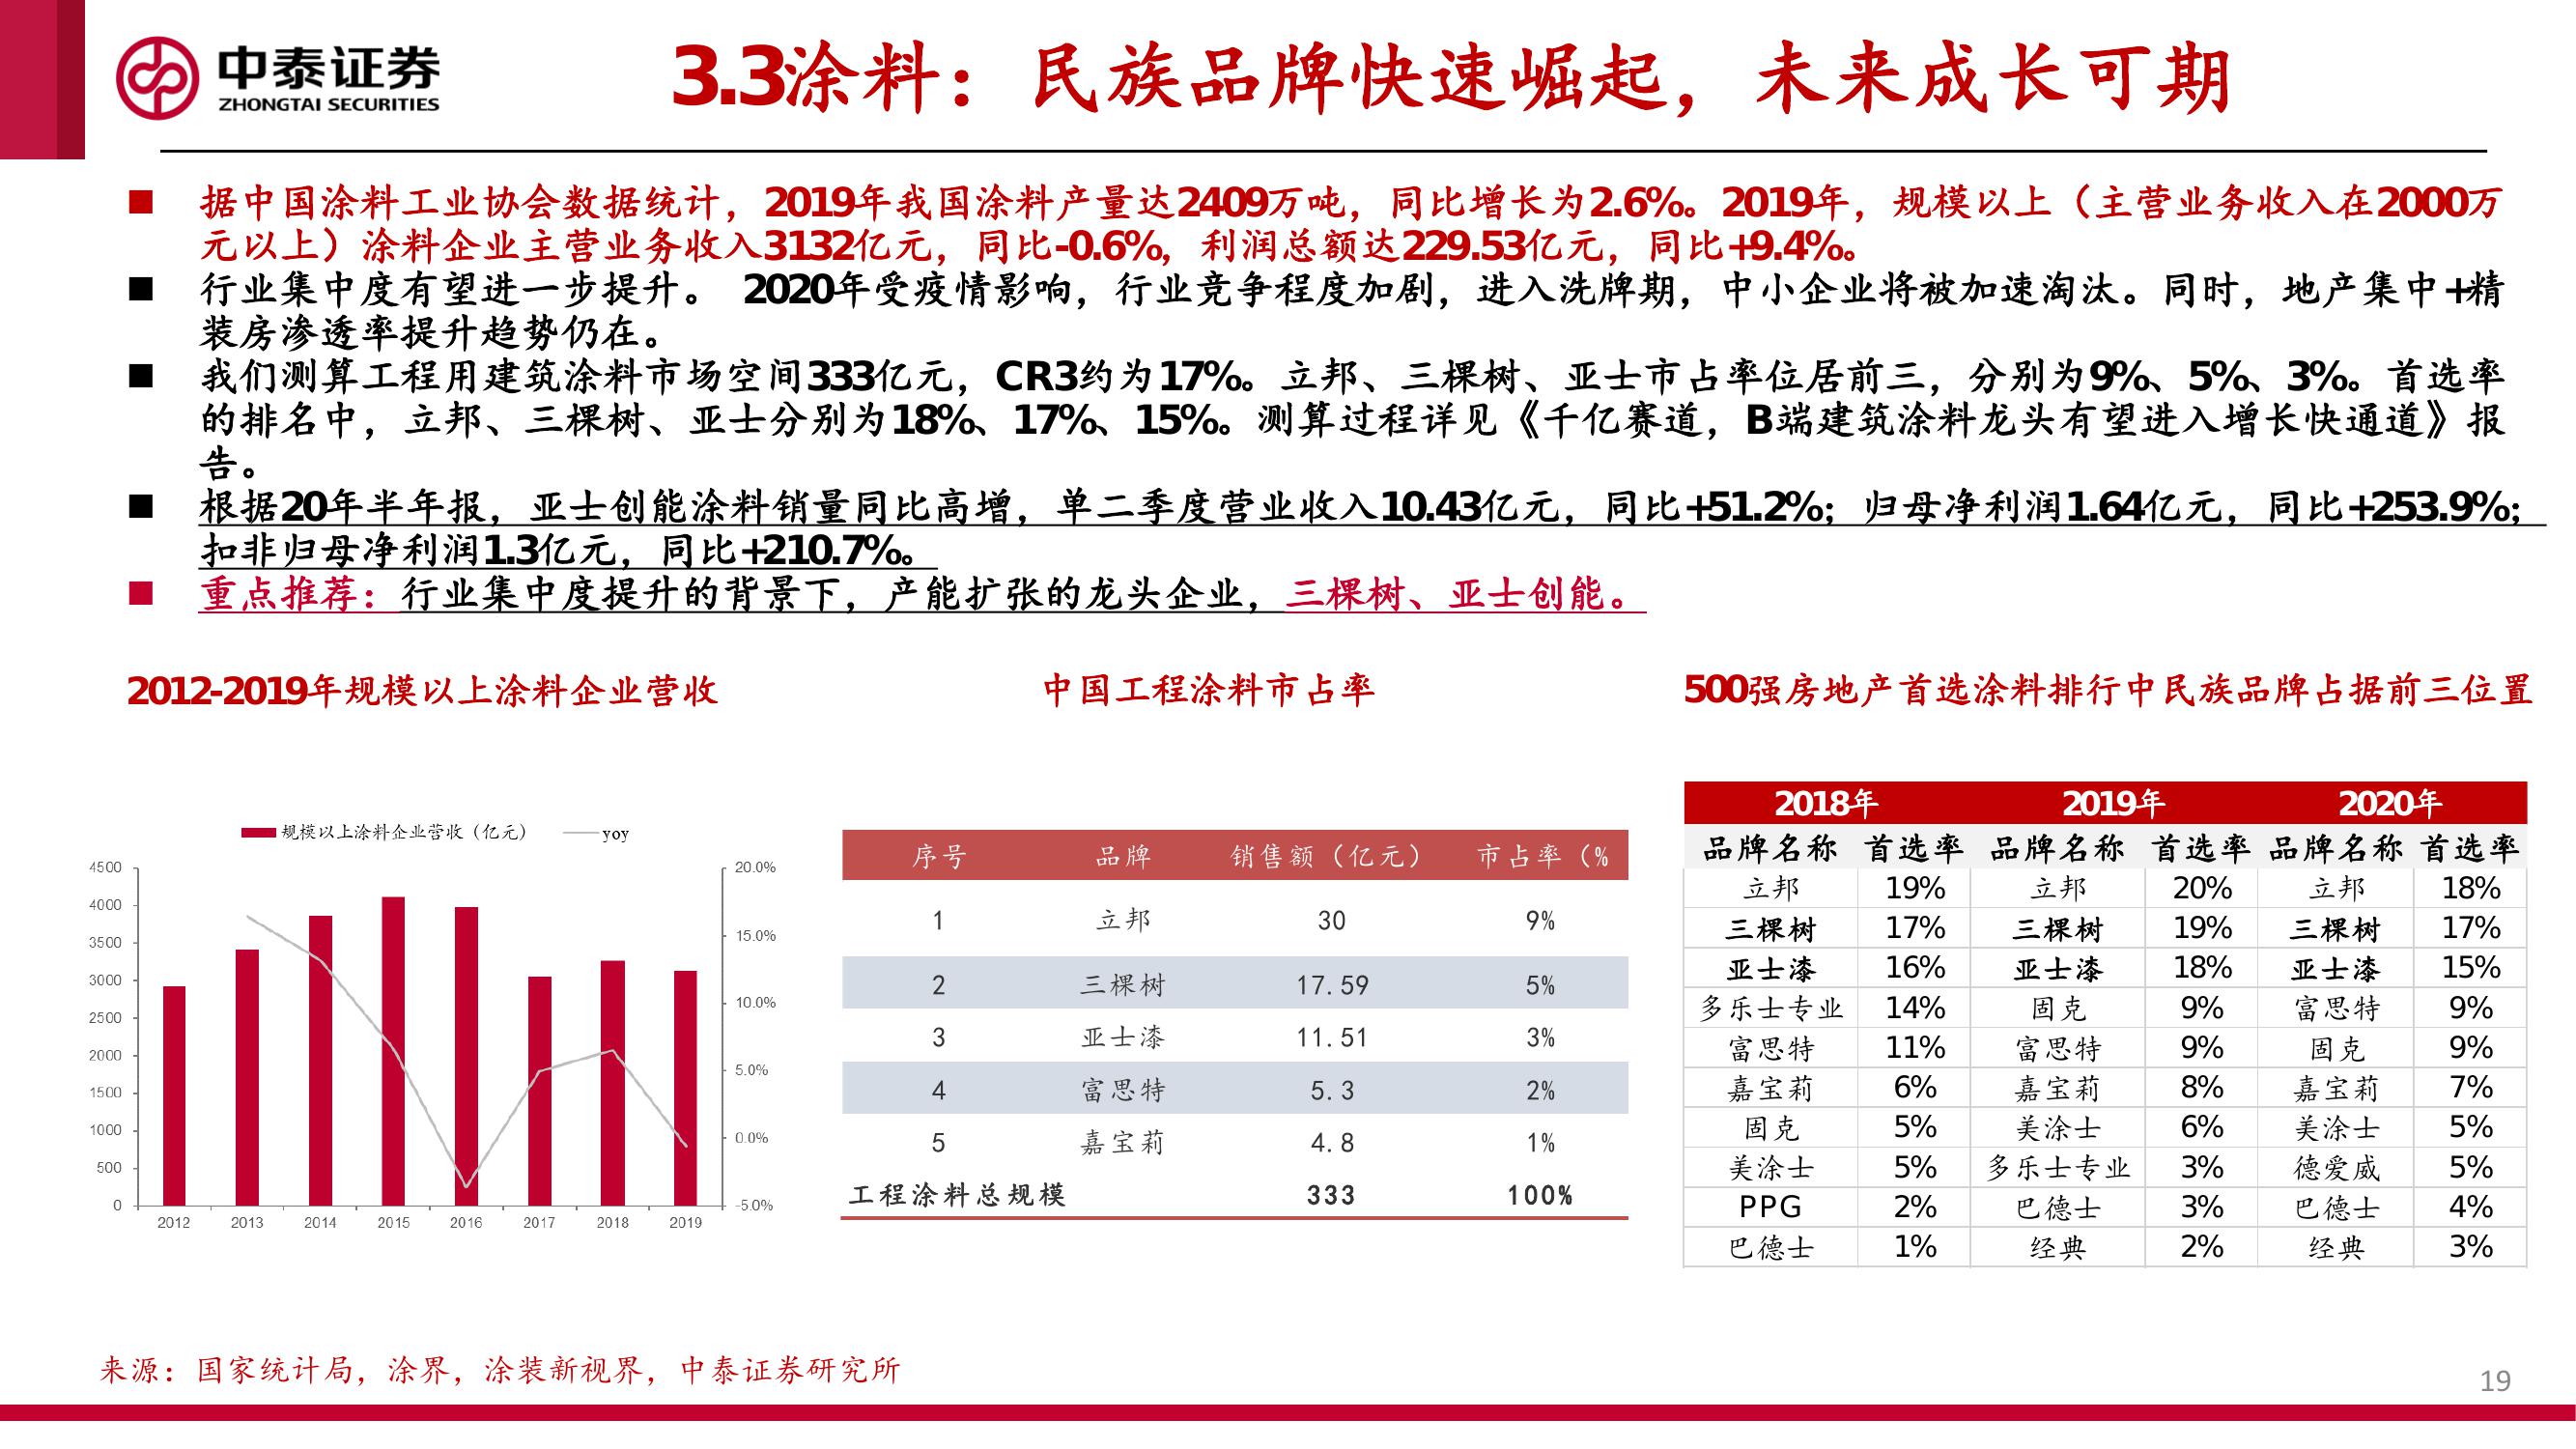 中泰证券
ZHONGTAI SECURITIES
3.3涂料：民族品牌快速崛起，未来成长可期
■ 据中国涂料工业协会数据统计，2019年我国涂料产量达2409万吨，同比增长为2.6%。2019年，规模以上（主营业务收入在2000万
元以上）涂料企业主营业务收入3132亿元，同比-0.6%，利润总额达229.53亿元，同比+9.4%。
■ 行业集中度有望进一步提升。 2020年受疫情影响，行业竞争程度加剧，进入洗牌期，中小企业将被加速淘汰。同时，地产集中+精
装房渗透率提升趋势仍在。
■ 我们测算工程用建筑涂料市场空间333亿元，CR3约为17%。立邦、三棵树、亚士市占率位居前三，分别为9%、5%、3%。首选率
的排名中，立邦、三棵树、亚士分别为18%、17%、15%。测算过程详见《千亿赛道，B端建筑涂料龙头有望进入增长快通道》报
告。
■ 根据20年半年报，亚士创能涂料销量同比高增，单二季度营业收入10.43亿元，同比+51.2%；归母净利润1.64亿元，同比+253.9%；
扣非归母净利润1.3亿元，同比+210.7%。
■ 重点推荐：行业集中度提升的背景下，产能扩张的龙头企业，三棵树、亚士创能。
2012-2019年规模以上涂料企业营收
规模以上涂料企业营收（亿元） yoy
4500 20.0%
4000
3500 15.0%
3000
2500 10.0%
2000
1500 5.0%
1000 0.0%
500
0 -5.0%
2012 2013 2014 2015 2016 2017 2018 2019
中国工程涂料市占率
序号 品牌 销售额（亿元） 市占率（%
1 立邦 30 9%
2 三棵树 17.59 5%
3 亚士漆 11.51 3%
4 富思特 5.3 2%
5 嘉宝莉 4.8 1%
工程涂料总规模 333 100%
500强房地产首选涂料排行中民族品牌占据前三位置
2018年 2019年 2020年
品牌名称 首选率 品牌名称 首选率 品牌名称 首选率
立邦 19% 立邦 20% 立邦 18%
三棵树 17% 三棵树 19% 三棵树 17%
亚士漆 16% 亚士漆 18% 亚士漆 15%
多乐士专业 14% 固克 9% 富思特 9%
富思特 11% 富思特 9% 固克 9%
嘉宝莉 6% 嘉宝莉 8% 嘉宝莉 7%
固克 5% 美涂士 6% 美涂士 5%
美涂士 5% 多乐士专业 3% 德爱威 5%
PPG 2% 巴德士 3% 巴德士 4%
巴德士 1% 经典 2% 经典 3%
来源：国家统计局，涂界，涂装新视界，中泰证券研究所
19